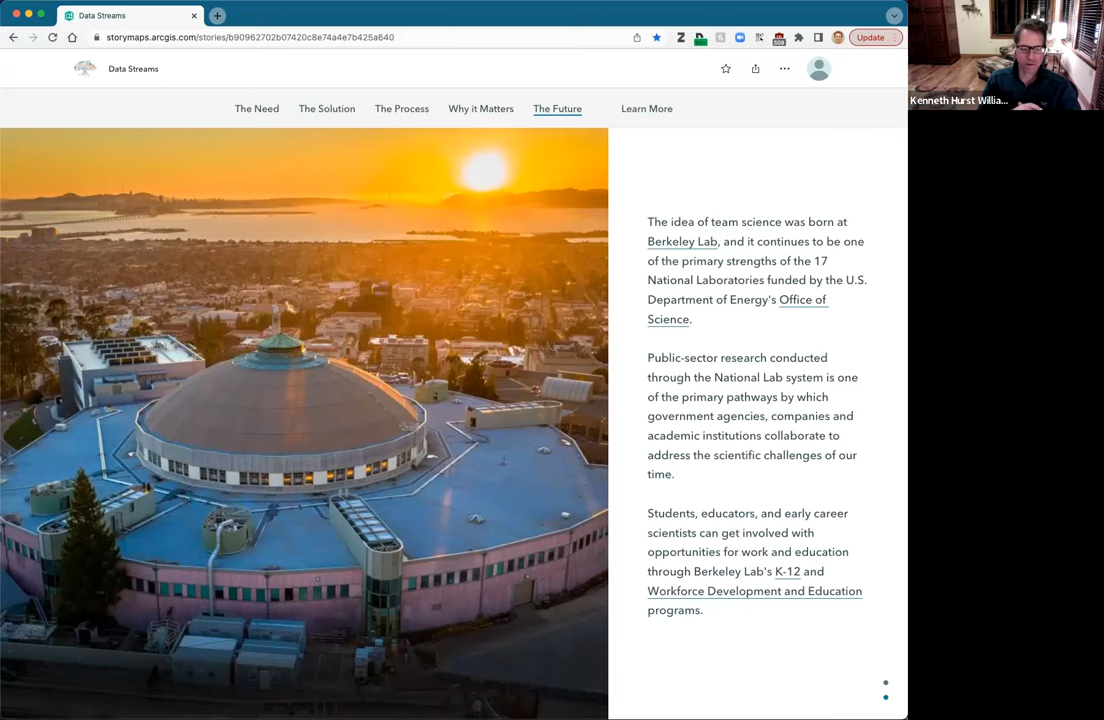 Data Streams
storymaps.arcgis.com/stories/b90962702b07420c8e74a4e7b425a640
Update
Data Streams
The Need
The Solution
The Process
Why it Matters
The Future
Learn More
The idea of team science was born at
Berkeley Lab, and it continues to be one
of the primary strengths of the 17
National Laboratories funded by the U.S.
Department of Energy's Office of
Science.
Public-sector research conducted
through the National Lab system is one
of the primary pathways by which
government agencies, companies and
academic institutions collaborate to
address the scientific challenges of our
time.
Students, educators, and early career
scientists can get involved with
opportunities for work and education
through Berkeley Lab's K-12 and
Workforce Development and Education
programs.
Kenneth Hurst Willia...